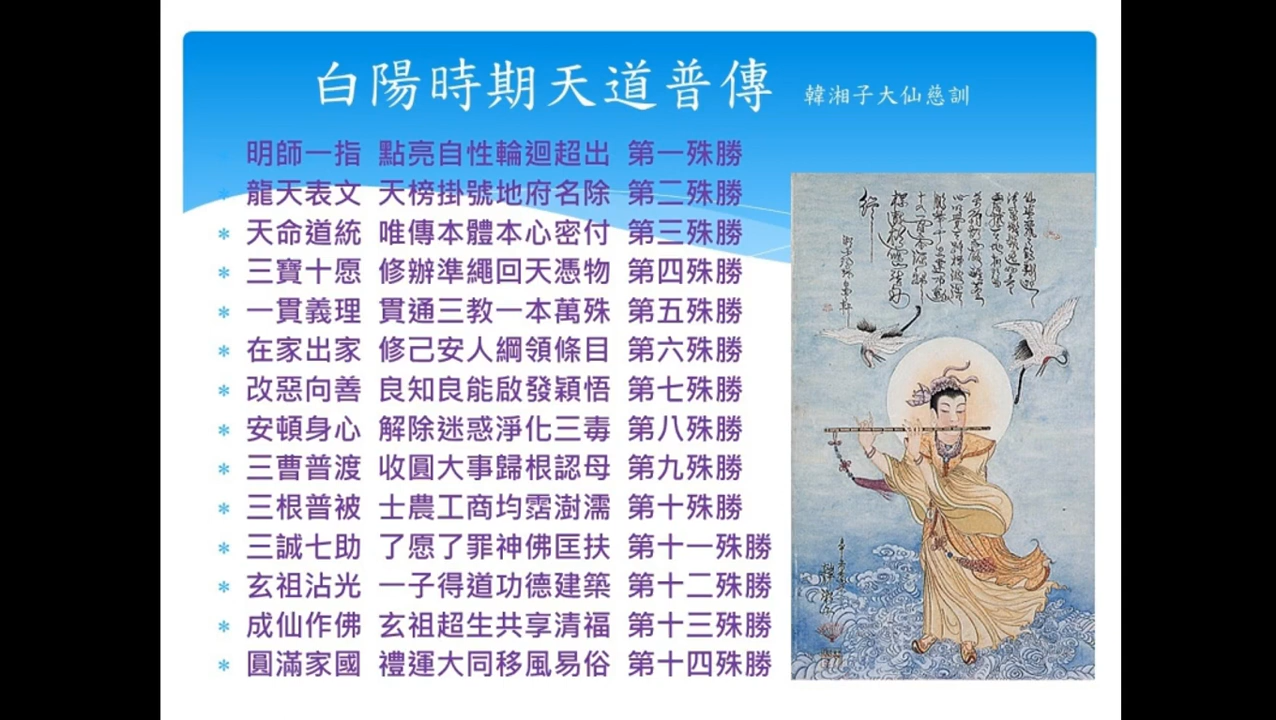 白陽時期天道普傳 韓湘子大仙慈訓
明師一指 點亮自性輪迴超出 第一殊勝
龍天表文 天榜掛號地府名除 第二殊勝
天命道統 唯傳本體本心密付 第三殊勝
三寶十愿 修辦準繩回天憑物 第四殊勝
一貫義理 貫通三教一本萬殊 第五殊勝
在家出家 修己安人綱領條目 第六殊勝
改惡向善 良知良能啟發穎悟 第七殊勝
安頓身心 解除迷惑淨化三毒 第八殊勝
三曹普渡 收圓大事歸根認母 第九殊勝
三根普被 士農工商均霑澍濡 第十殊勝
三誠七助 了愿了罪神佛匡扶 第十一殊勝
玄祖沾光 一子得道功德建築 第十二殊勝
成仙作佛 玄祖超生共享清福 第十三殊勝
圓滿家國 禮運大同移風易俗 第十四殊勝